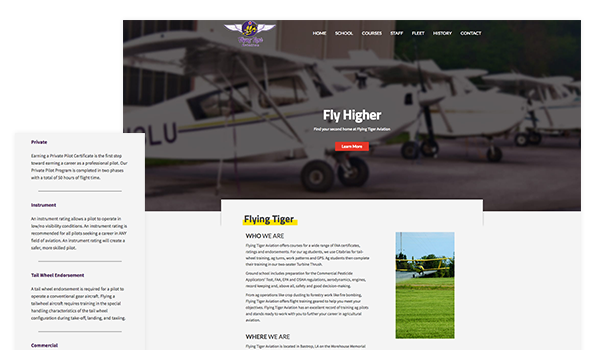 Flying Tiger
HOME SCHOOL COURSES STAFF FLEET HISTORY CONTACT
OLU
Fly Higher
Find your second home at Flying Tiger Aviation
Learn More
Private
Earning a Private Pilot Certificate is the first step
toward earning a career as a professional pilot. Our
Private Pilot Program is completed in two phases
with a total of 50 hours of flight time.
Instrument
An instrument rating allows a pilot to operate in
low/no visibility conditions. An instrument rating is
recommended for all pilots seeking a career in ANY
field of aviation. An instrument rating will create a
safer, more skilled pilot.
Tail Wheel Endorsement
A tail wheel endorsement is required for a pilot to
operate a conventional gear aircraft. Flying a
tailwheel aircraft requires training in the special
handling characteristics of the tail wheel
configuration during take-off, landing, and taxiing.
Commercial
Flying Tiger
WHO WE ARE
Flying Tiger Aviation offers courses for a wide range of FAA certificates,
ratings and endorsements. For our ag students, we use Citabrias for tail-
wheel training, ag turns, work patterns and GPS. Ag students then complete
their training in our two-seater Turbine Thrush.
Ground school includes preparation for the Commercial Pesticide
Applicators' Test, FAA, EPA and OSHA regulations, aerodynamics, engines,
record keeping and, above all, safety and good decision-making.
From ag operations like crop dusting to forestry work like fire bombing,
Flying Tiger Aviation offers flight training geared to help you meet your
objectives. Flying Tiger Aviation has an excellent record of training ag pilots
and stands ready to work with you to further your career in agricultural
aviation.
WHERE WE ARE
Flying Tiger Aviation is located in Bastrop, LA on the Morehouse Memorial